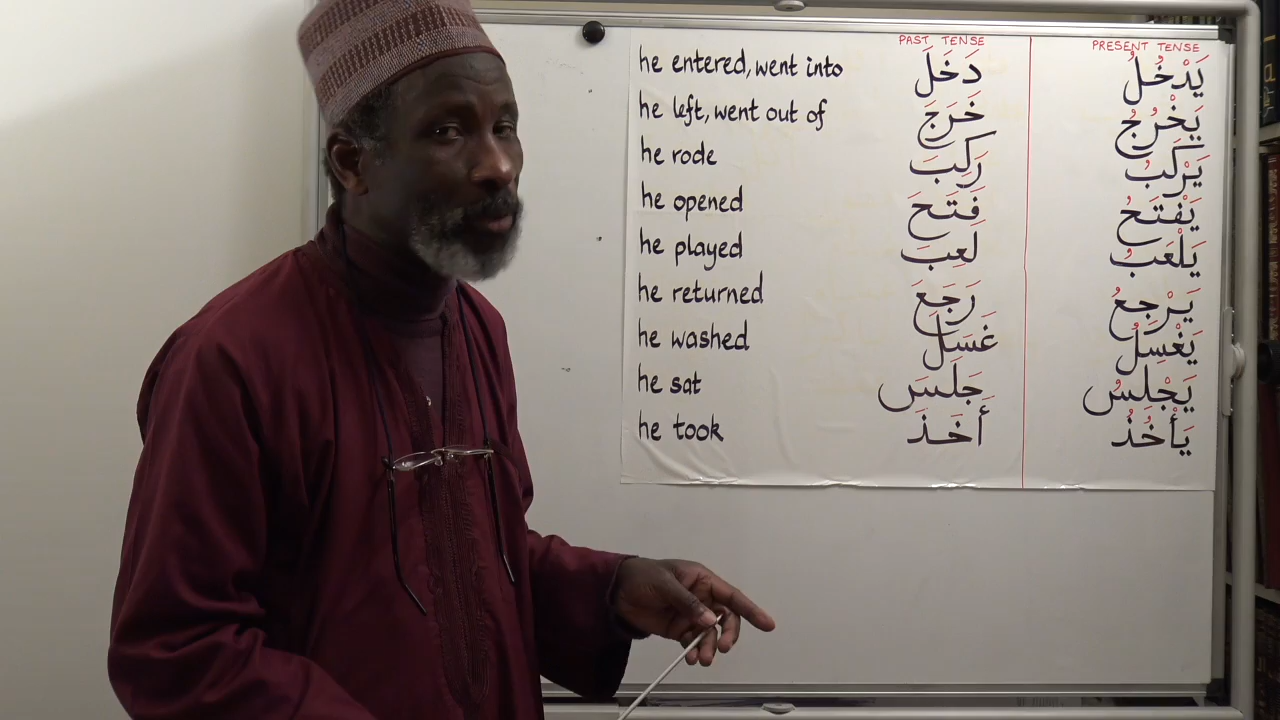 PAST TENSE PRESENT TENSE
he entered, went into دَخَلَ يَدْخُلُ
he left, went out of خَرَجَ يَخْرُجُ
he rode رَكِبَ يَرْكَبُ
he opened فَتَحَ يَفْتَحُ
he played لَعِبَ يَلْعَبُ
he returned رَجَعَ يَرْجِعُ
he washed غَسَلَ يَغْسِلُ
he sat جَلَسَ يَجْلِسُ
he took أَخَذَ يَأْخُذُ